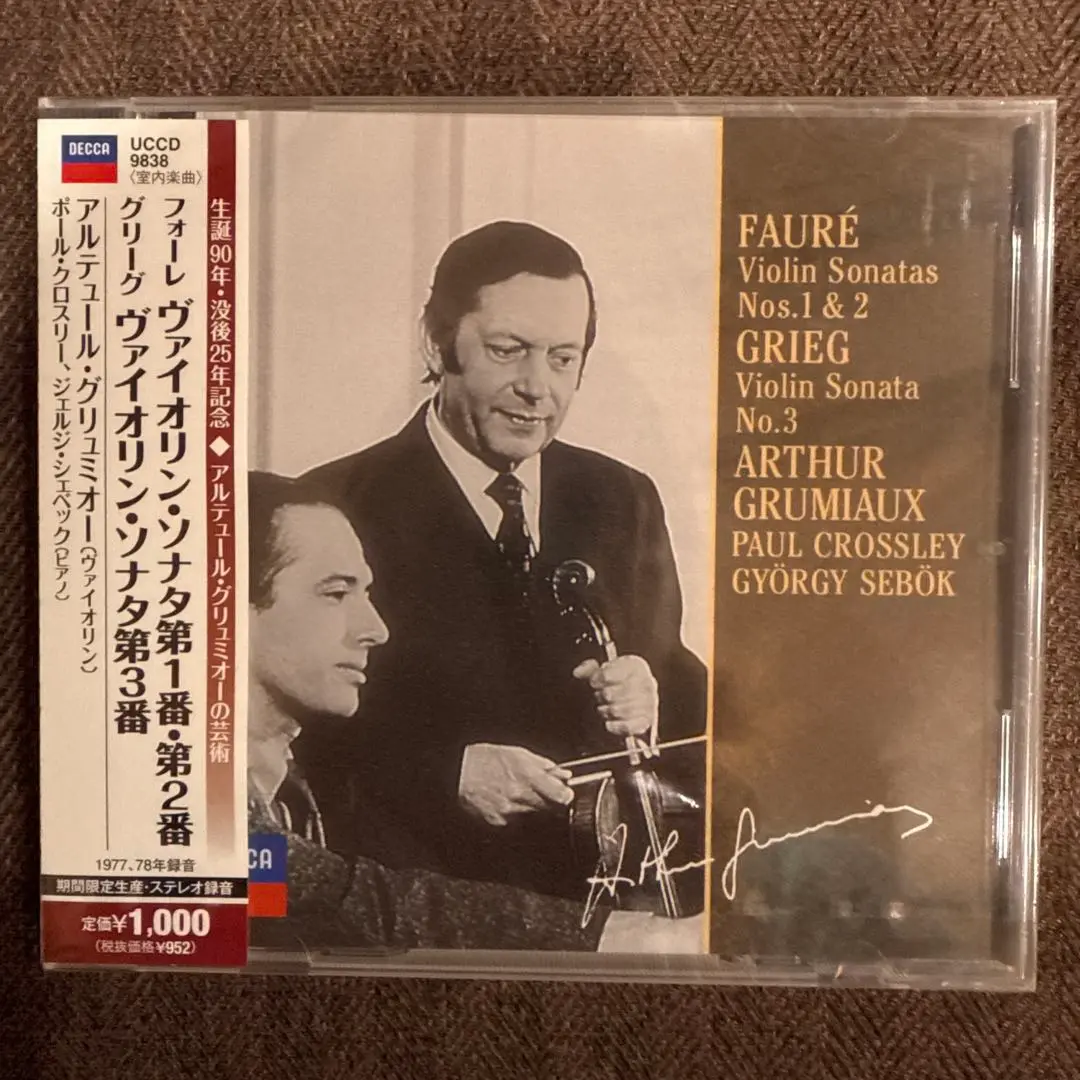 DECCA
UCCD
9838
〈室内楽曲〉
生誕90年・没後25年記念◆アルテュール・グリュミオーの芸術
フォーレ ヴァイオリン・ソナタ第1番・第2番
グリーグ ヴァイオリン・ソナタ第3番
アルテュール・グリュミオー(ヴァイオリン)
ポール・クロスリー、ジェルジ・シェベック(ピアノ)
1977、78年録音
期間限定生産・ステレオ録音
定価¥1,000
(税抜価格¥952)
CCA
FAURÉ
Violin Sonatas
Nos.1 & 2
GRIEG
Violin Sonata
No.3
ARTHUR
GRUMIAUX
PAUL CROSSLEY
GYÖRGY SEBÖK
Arthur Grumiaux